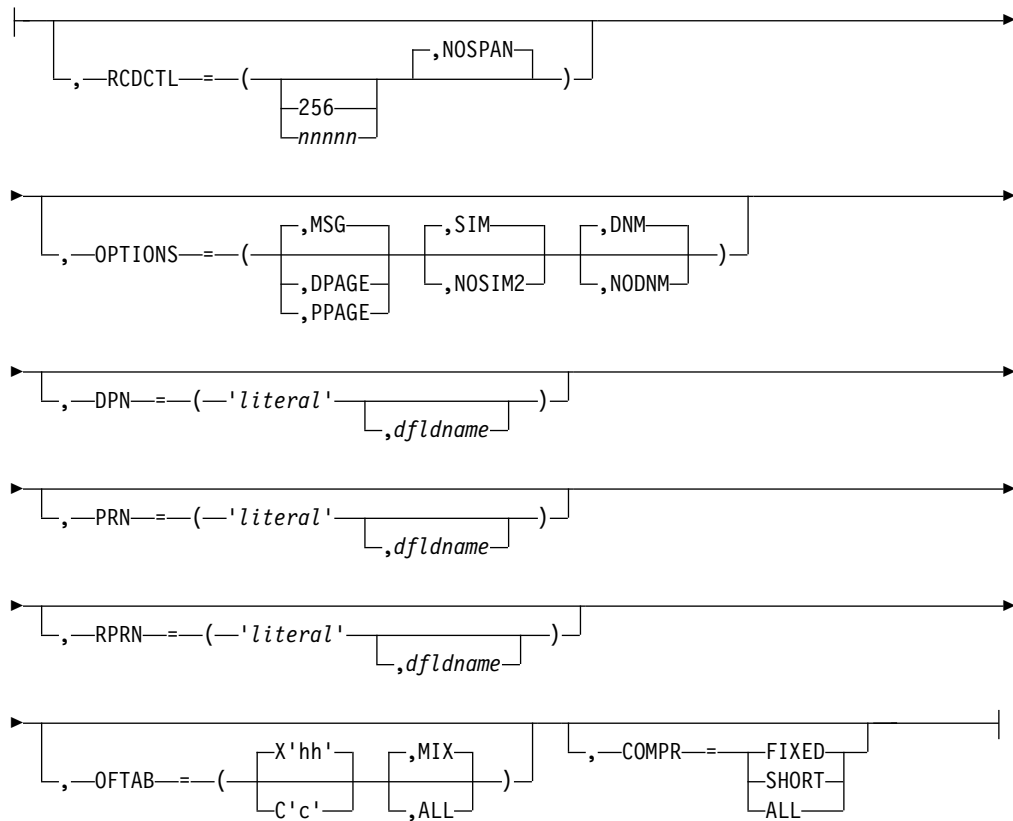 ,NOSPAN
, RCDCTL = ( )
256
nnnnn
,MSG ,SIM ,DNM
, OPTIONS = ( )
,DPAGE ,NOSIM2 ,NODNM
,PPAGE
, DPN = ( 'literal' )
,dfldname
, PRN = ( 'literal' )
,dfldname
, RPRN = ( 'literal' )
,dfldname
X'hh' ,MIX , COMPR = FIXED
, OFTAB = ( ) SHORT
C'c' ,ALL ALL